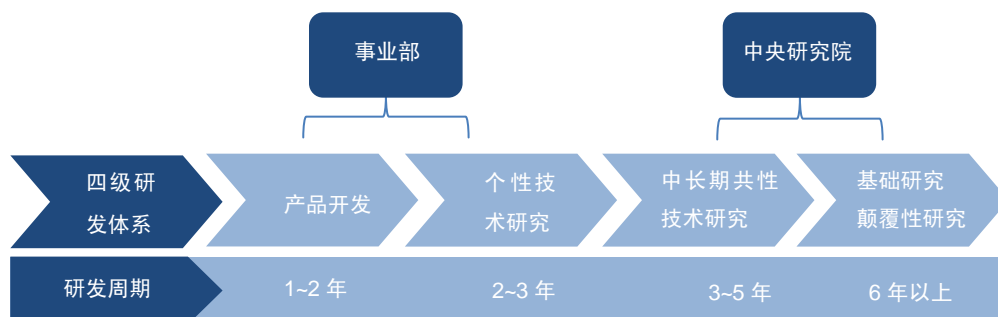 事业部
中央研究院
四级研
发体系
产品开发
个性技
术研究
中长期共性
技术研究
基础研究
颠覆性研究
研发周期
1~2 年
2~3 年
3~5 年
6 年以上